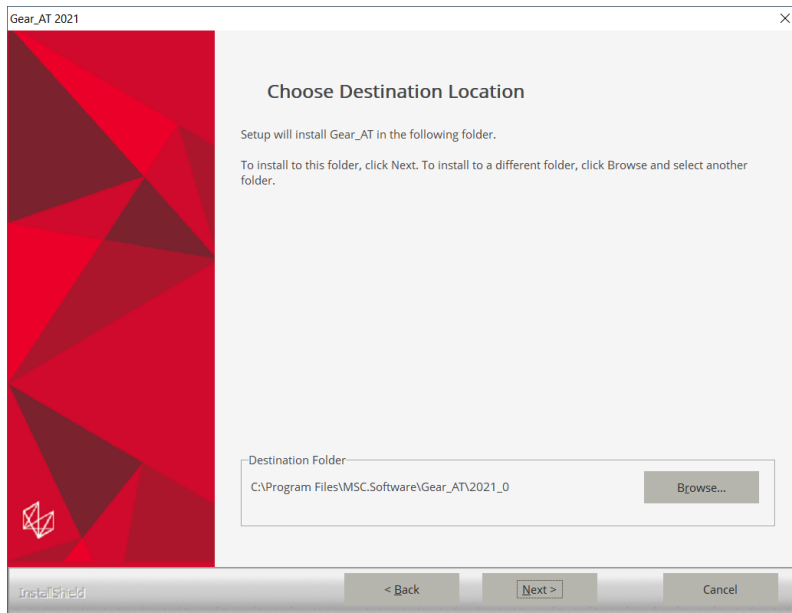 Gear_AT 2021
Choose Destination Location
Setup will install Gear_AT in the following folder.
To install to this folder, click Next. To install to a different folder, click Browse and select another
folder.
Destination Folder
C:\Program Files\MSC.Software\Gear_AT\2021_0
Browse...
InstallShield
< Back
Next >
Cancel